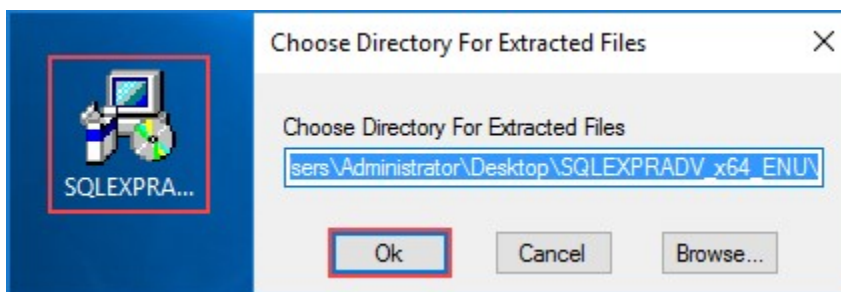 Choose Directory For Extracted Files
Choose Directory For Extracted Files
sers\Administrator\Desktop\SQLEXPRADV_x64_ENU\
SQLEXPRA...
Ok
Cancel
Browse...